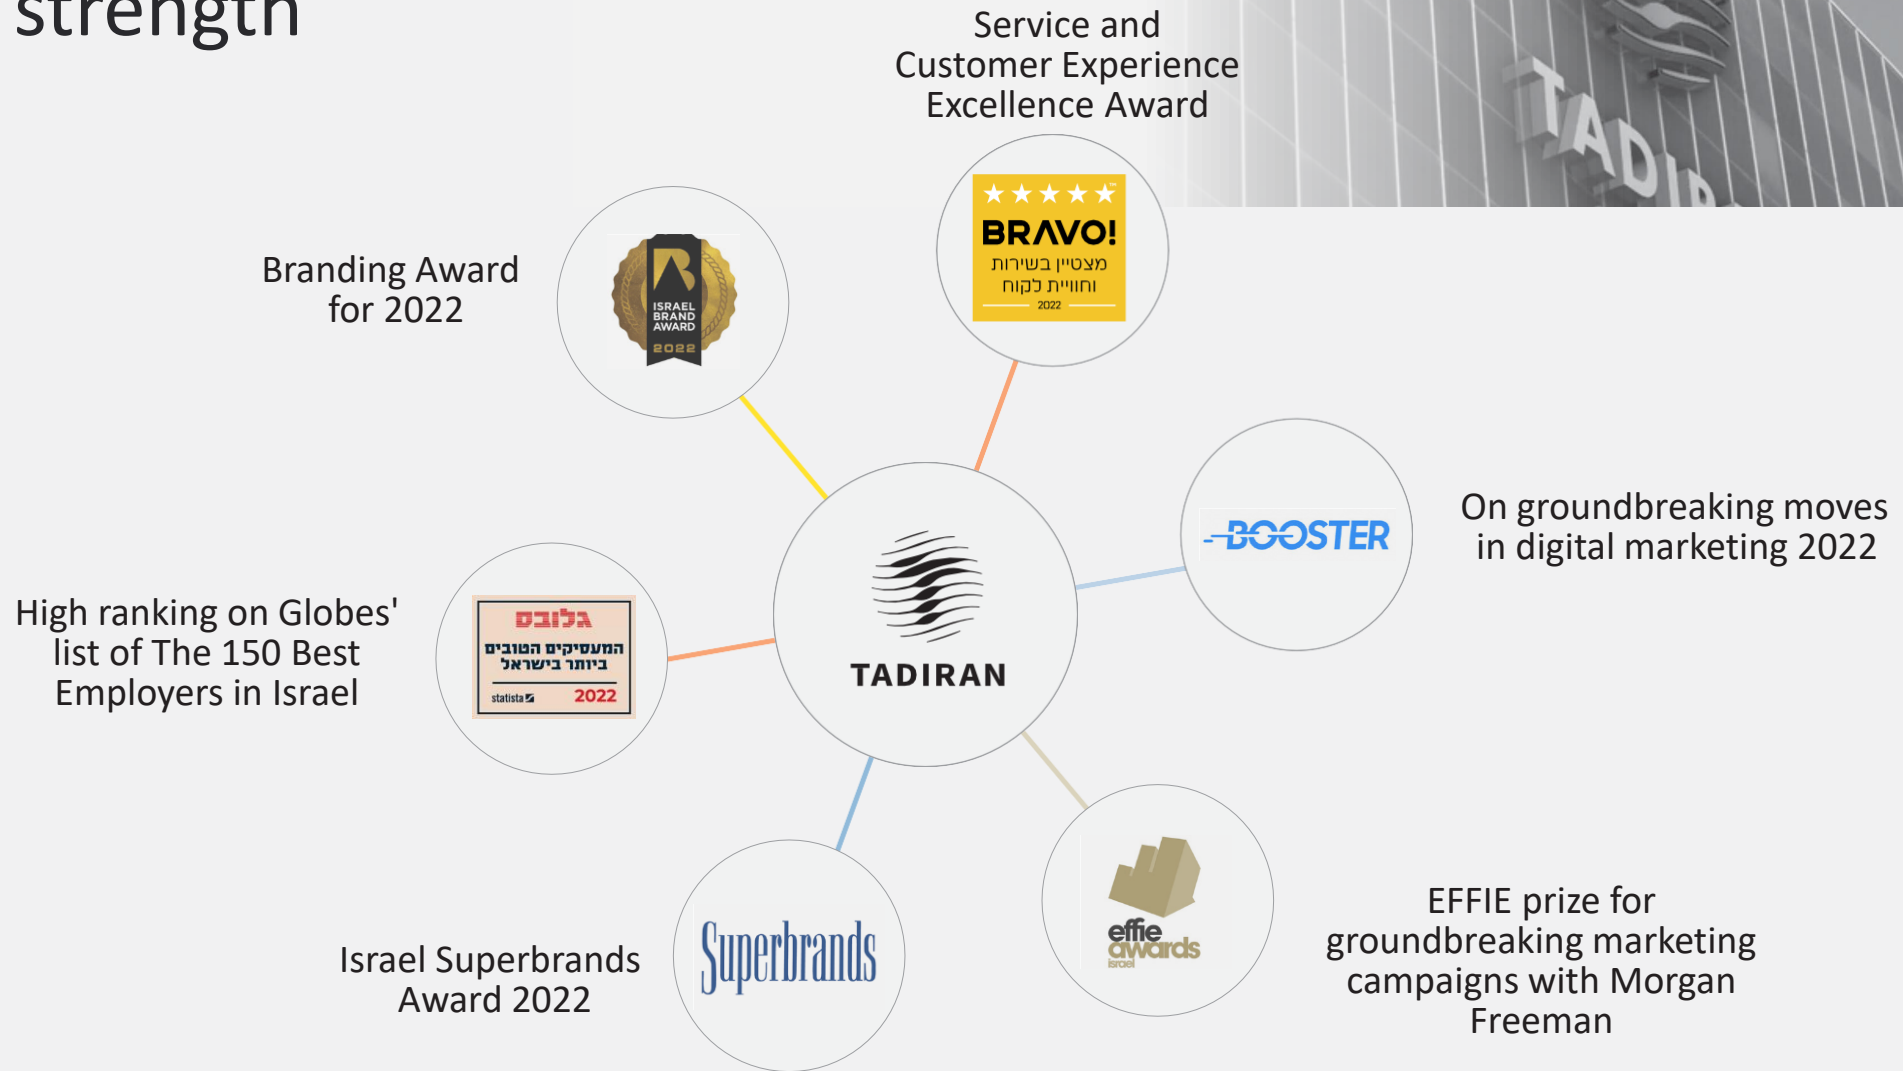 strength
Service and
Customer Experience
Excellence Award
BRAVO!
מצטיין בשירות
וחוויית לקוח
2022
Branding Award
for 2022
ISRAEL
BRAND
AWARD
2022
BOOSTER
On groundbreaking moves
in digital marketing 2022
High ranking on Globes'
list of The 150 Best
Employers in Israel
גלובס
המעסיקים הטובים
ביותר בישראל
statista 2022
TADIRAN
Israel Superbrands
Award 2022
Superbrands
effie
awards
israel
EFFIE prize for
groundbreaking marketing
campaigns with Morgan
Freeman